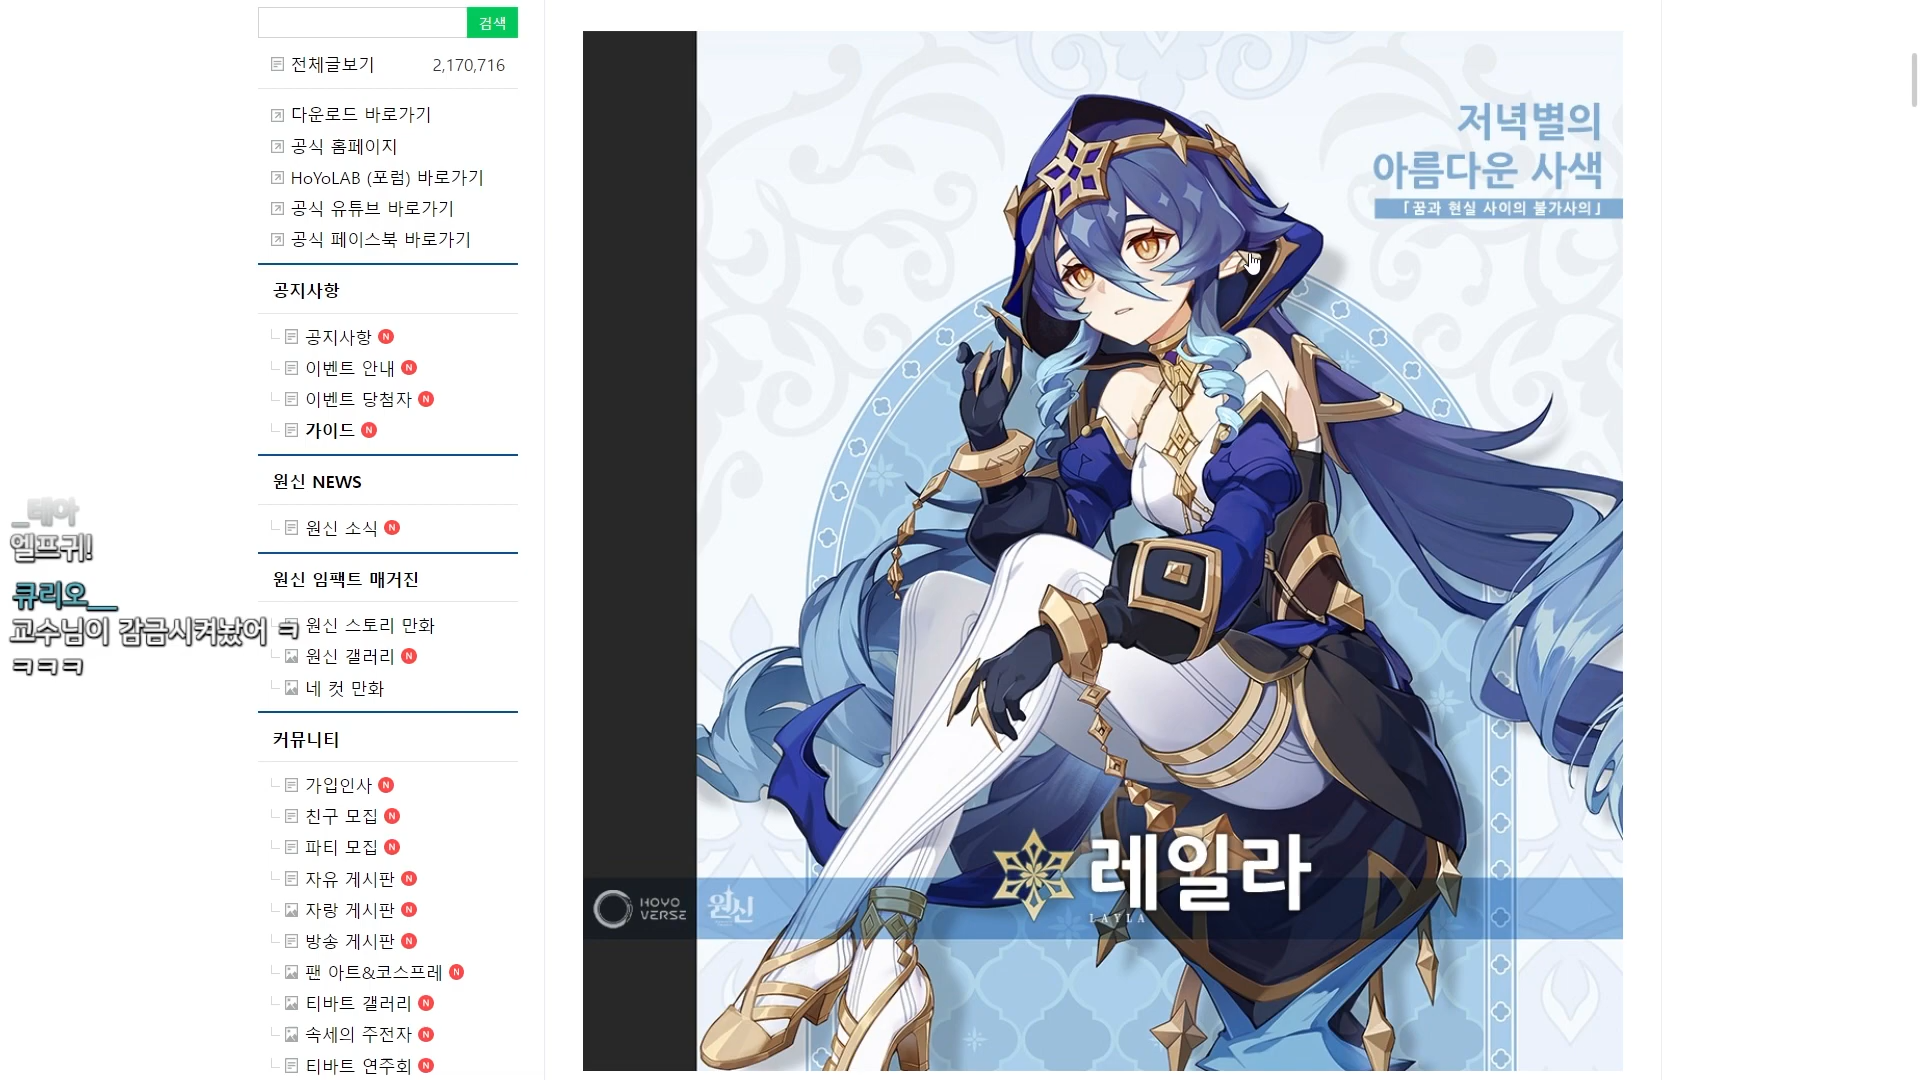 검색
전체글보기 2,170,716
다운로드 바로가기
공식 홈페이지
HoYoLAB (포럼) 바로가기
공식 유튜브 바로가기
공식 페이스북 바로가기
공지사항
공지사항 N
이벤트 안내 N
이벤트 당첨자 N
가이드 N
원신 NEWS
원신 소식 N
원신 임팩트 매거진
원신 스토리 만화
원신 갤러리 N
네 컷 만화
커뮤니티
가입인사 N
친구 모집 N
파티 모집 N
자유 게시판 N
자랑 게시판 N
방송 게시판 N
팬 아트&코스프레 N
티바트 갤러리 N
속세의 주전자 N
티바트 연주회 N
_태아
엘프귀!
큐리오__
교수님이 감금시켜놨어 ㅋ
ㅋㅋㅋ
저녁별의
아름다운 사색
「꿈과 현실 사이의 불가사의」
레일라
LAYLA
HOYO
VERSE
원신